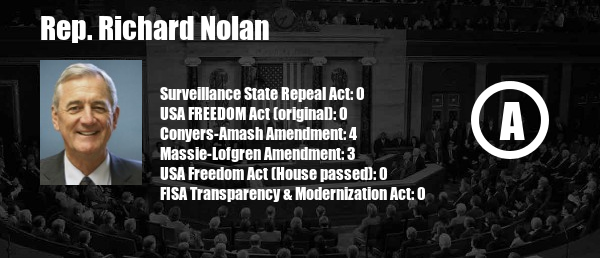 Rep. Richard Nolan
Surveillance State Repeal Act: 0
USA FREEDOM Act (original): 0
Conyers-Amash Amendment: 4
Massie-Lofgren Amendment: 3
USA Freedom Act (House passed): 0
FISA Transparency & Modernization Act: 0
A